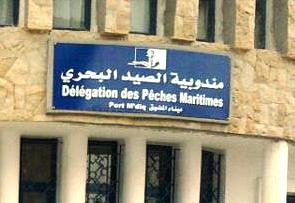 مندوبية الصيد البحري
Délégation des Pêches Maritimes
Port M'diq ميناء المضيق